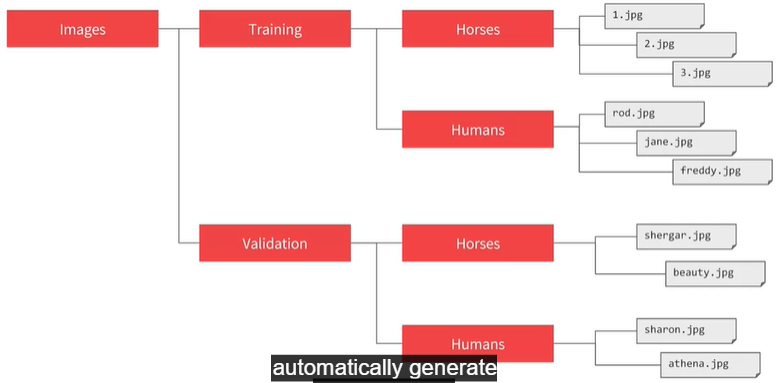 Images
Training
Horses
1.jpg
2.jpg
3.jpg
Humans
rod.jpg
jane.jpg
freddy.jpg
Validation
Horses
shergar.jpg
beauty.jpg
Humans
sharon.jpg
athena.jpg
automatically generate